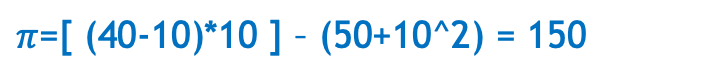 π=[ (40-10)*10 ] - (50+10^2) = 150